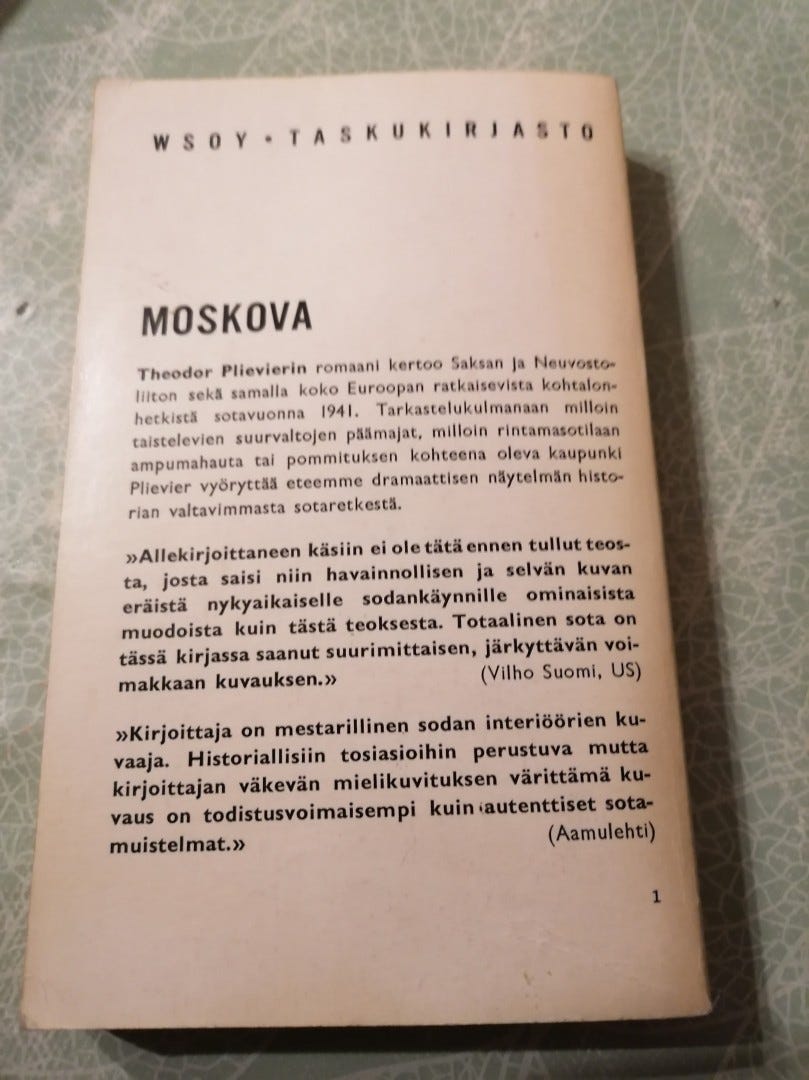 WSOY • TASKUKIRJASTO
MOSKOVA
Theodor Plievierin romaani kertoo Saksan ja Neuvosto-
liiton sekä samalla koko Euroopan ratkaisevista kohtalon-
hetkistä sotavuonna 1941. Tarkastelukulmanaan milloin
taistelevien suurvaltojen päämajat, milloin rintamasotilaan
ampumahauta tai pommituksen kohteena oleva kaupunki
Plievier vyöryttää eteemme dramaattisen näytelmän histo-
rian valtavimmasta sotaretkestä.
»Allekirjoittaneen käsiin ei ole tätä ennen tullut teos-
ta, josta saisi niin havainnollisen ja selvän kuvan
eräistä nykyaikaiselle sodankäynnille ominaisista
muodoista kuin tästä teoksesta. Totaalinen sota on
tässä kirjassa saanut suurimittaisen, järkyttävän voi-
makkaan kuvauksen.» (Vilho Suomi, US)
»Kirjoittaja on mestarillinen sodan interiöörien ku-
vaaja. Historiallisiin tosiasioihin perustuva mutta
kirjoittajan väkevän mielikuvituksen värittämä ku-
vaus on todistusvoimaisempi kuin autenttiset sota-
muistelmat.» (Aamulehti)
1